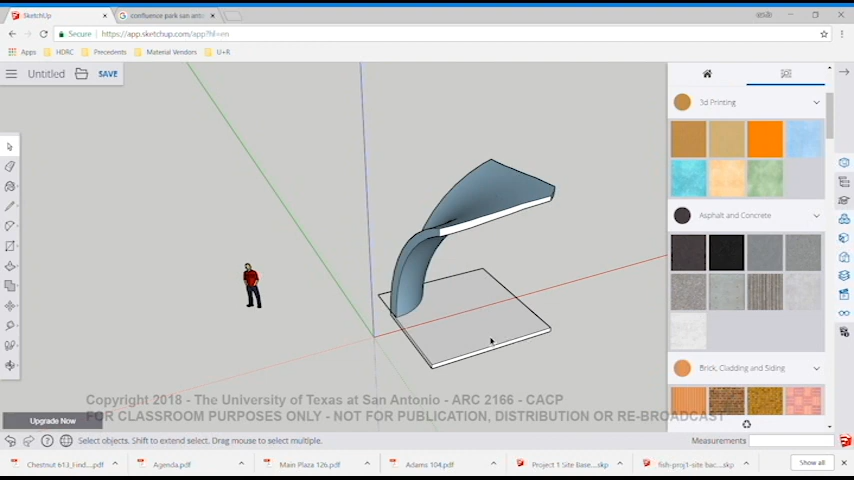 SketchUp
confluence park san anto
Secure
https://app.sketchup.com/app?hl=en
Apps
HDRC
Precedents
Material Vendors
U+R
Untitled
SAVE
3d Printing
Asphalt and Concrete
Brick, Cladding and Siding
Copyright 2018 - The University of Texas at San Antonio - ARC 2166 - CACP
FOR CLASSROOM PURPOSES ONLY - NOT FOR PUBLICATION, DISTRIBUTION OR RE-BROADCAST
Upgrade Now
Select objects. Shift to extend select. Drag mouse to select multiple.
Measurements
Agenda.pdf
Main Plaza 126.pdf
Adams 104.pdf
Project 1 Site Base....skp
fish-proj1-site bac....skp
Show all